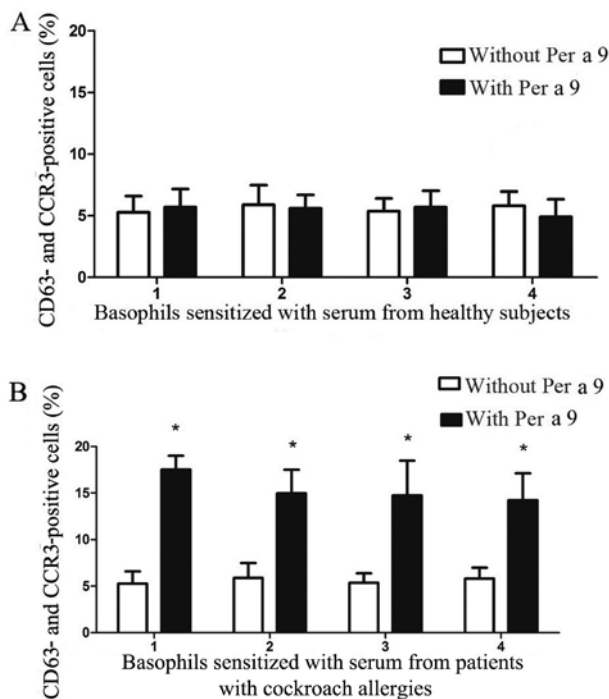 A
CD63- and CCR3-positive cells (%)
20
15
10
5
0
Without Per a 9
With Per a 9
1 2 3 4
Basophils sensitized with serum from healthy subjects
B
CD63- and CCR3-positive cells (%)
20
15
10
5
0
Without Per a 9
With Per a 9
* * * *
1 2 3 4
Basophils sensitized with serum from patients
with cockroach allergies